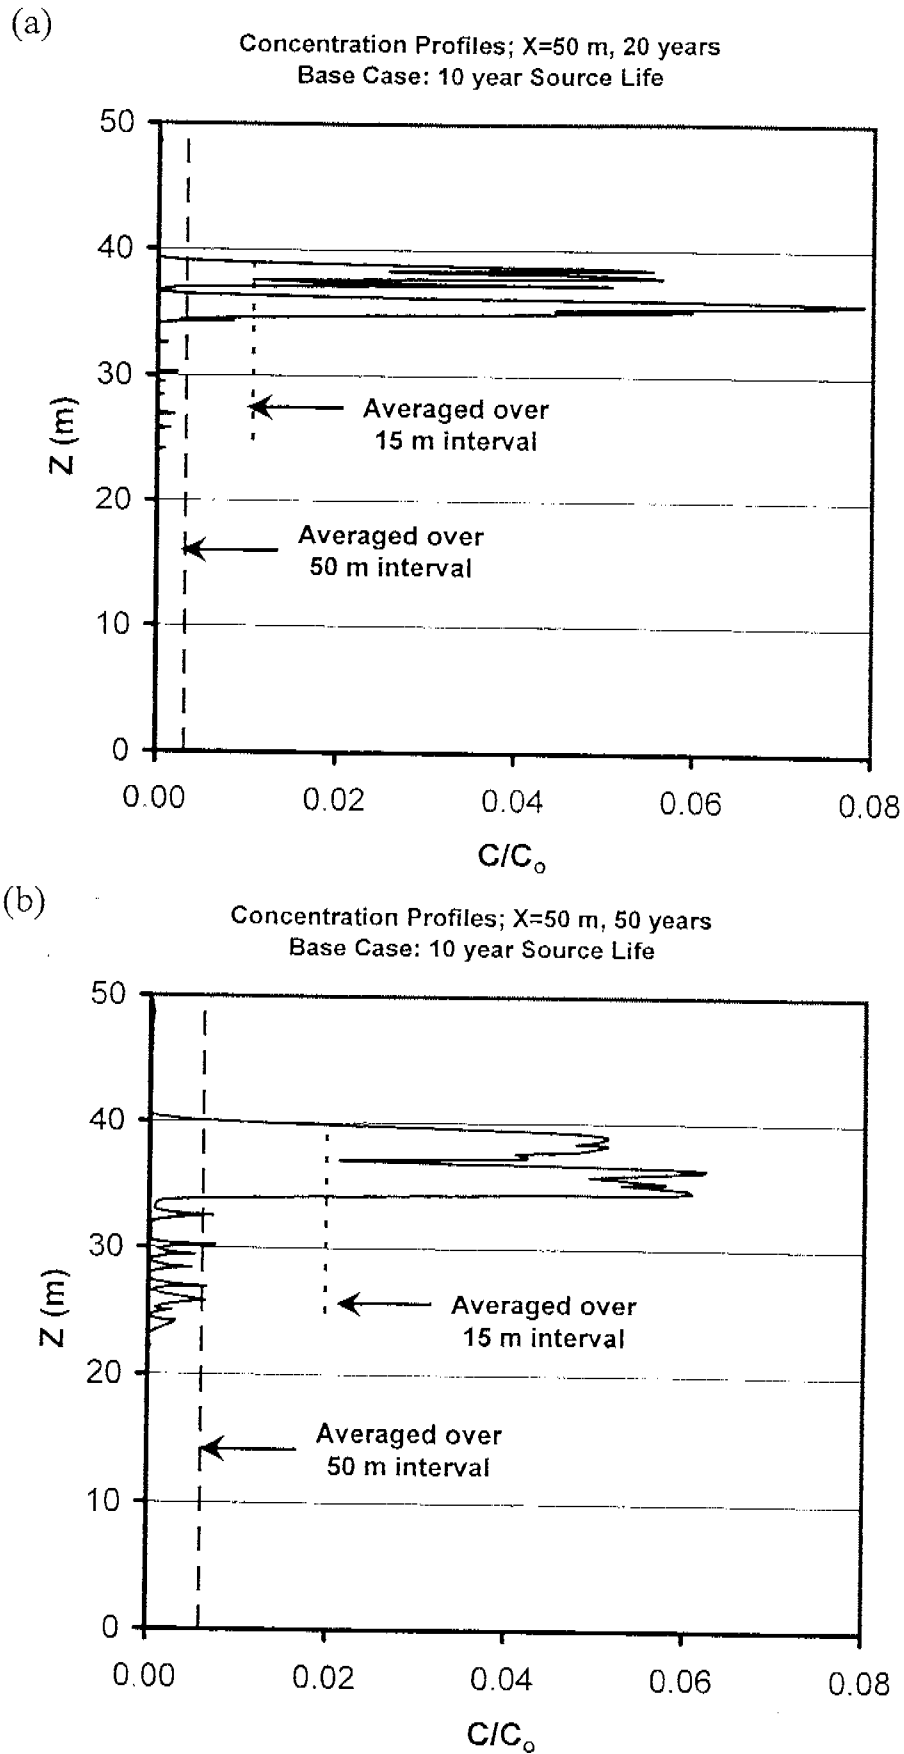 (a)
Concentration Profiles; X=50 m, 20 years
Base Case: 10 year Source Life
50
40
30
20
10
0
Z (m)
Averaged over
15 m interval
Averaged over
50 m interval
0.00 0.02 0.04 0.06 0.08
C/Co
(b)
Concentration Profiles; X=50 m, 50 years
Base Case: 10 year Source Life
50
40
30
20
10
0
Z (m)
Averaged over
15 m interval
Averaged over
50 m interval
0.00 0.02 0.04 0.06 0.08
C/Co